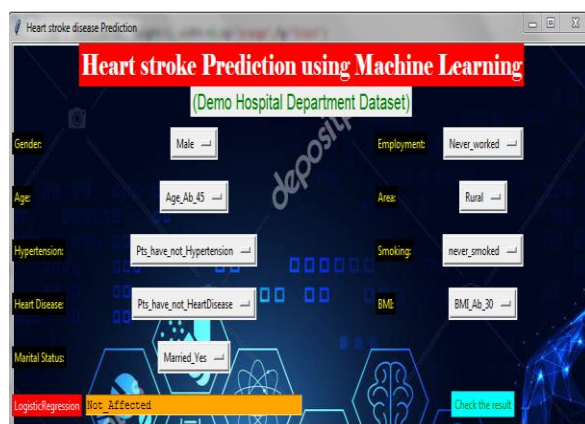 Heart stroke disease Prediction
Heart stroke Prediction using Machine Learning
(Demo Hospital Department Dataset)
Gender: Male Employment: Never_worked
Age: Age_Ab_45 Area: Rural
Hypertension: Pts_have_not_Hypertension Smoking: never_smoked
Heart Disease: Pts_have_not_HeartDisease BMI: BMI_Ab_30
Marital Status: Married_Yes
LogisticRegression Not_Affected Check the result